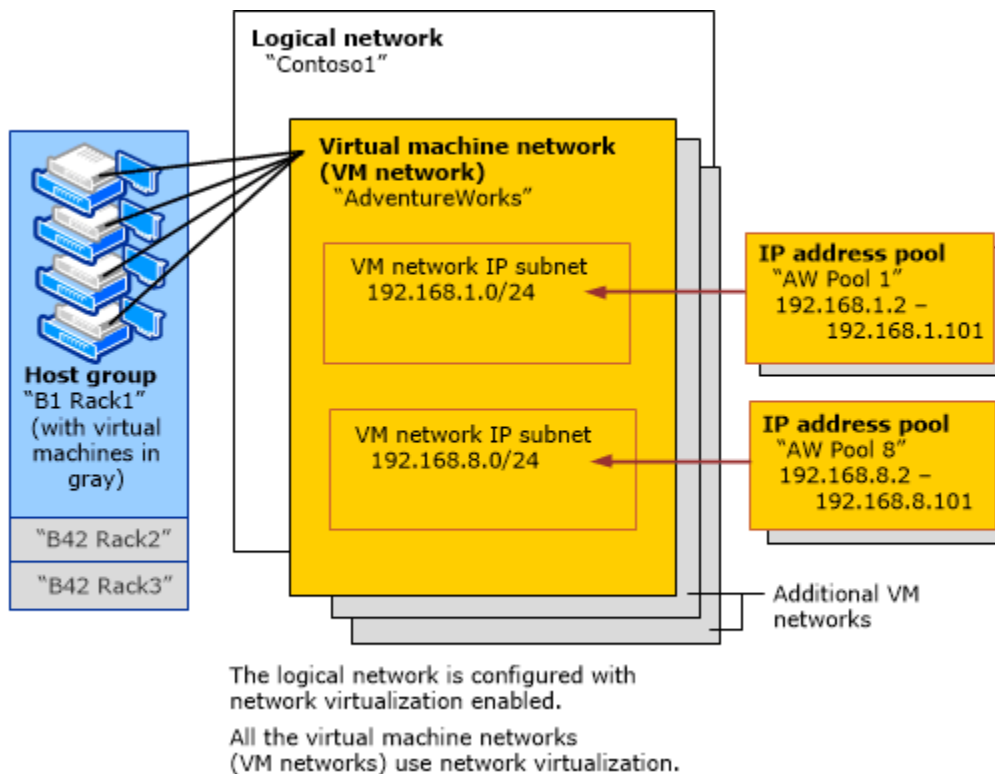 Logical network
“Contoso1”
Virtual machine network
(VM network)
“AdventureWorks”
VM network IP subnet
192.168.1.0/24
VM network IP subnet
192.168.8.0/24
IP address pool
“AW Pool 1”
192.168.1.2 –
192.168.1.101
IP address pool
“AW Pool 8”
192.168.8.2 –
192.168.8.101
Host group
“B1 Rack1”
(with virtual
machines in
gray)
“B42 Rack2”
“B42 Rack3”
Additional VM
networks
The logical network is configured with
network virtualization enabled.
All the virtual machine networks
(VM networks) use network virtualization.